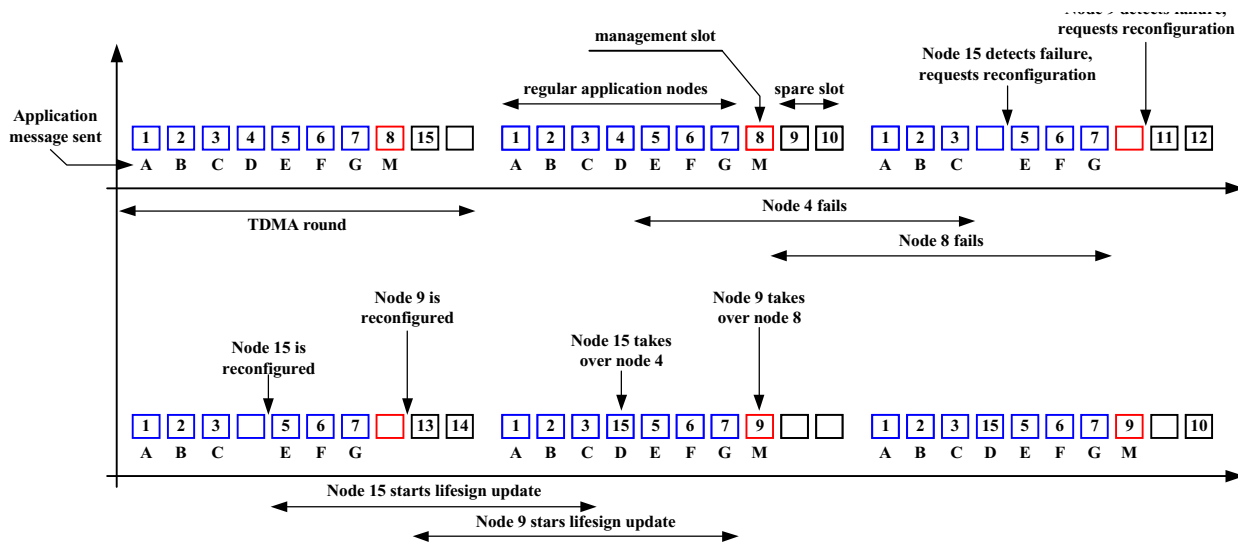 Node 9 detects failure,
requests reconfiguration
management slot
Node 15 detects failure,
requests reconfiguration
regular application nodes
spare slot
Application
message sent
1 2 3 4 5 6 7 8 15
1 2 3 4 5 6 7 8 9 10
1 2 3 5 6 7 11 12
A B C D E F G M
A B C D E F G M
A B C E F G
TDMA round
Node 4 fails
Node 8 fails
Node 9 is
reconfigured
Node 9 takes
over node 8
Node 15 is
reconfigured
Node 15 takes
over node 4
1 2 3 5 6 7 13 14
1 2 3 15 5 6 7 9
1 2 3 15 5 6 7 9 10
A B C E F G
A B C D E F G M
A B C D E F G M
Node 15 starts lifesign update
Node 9 stars lifesign update